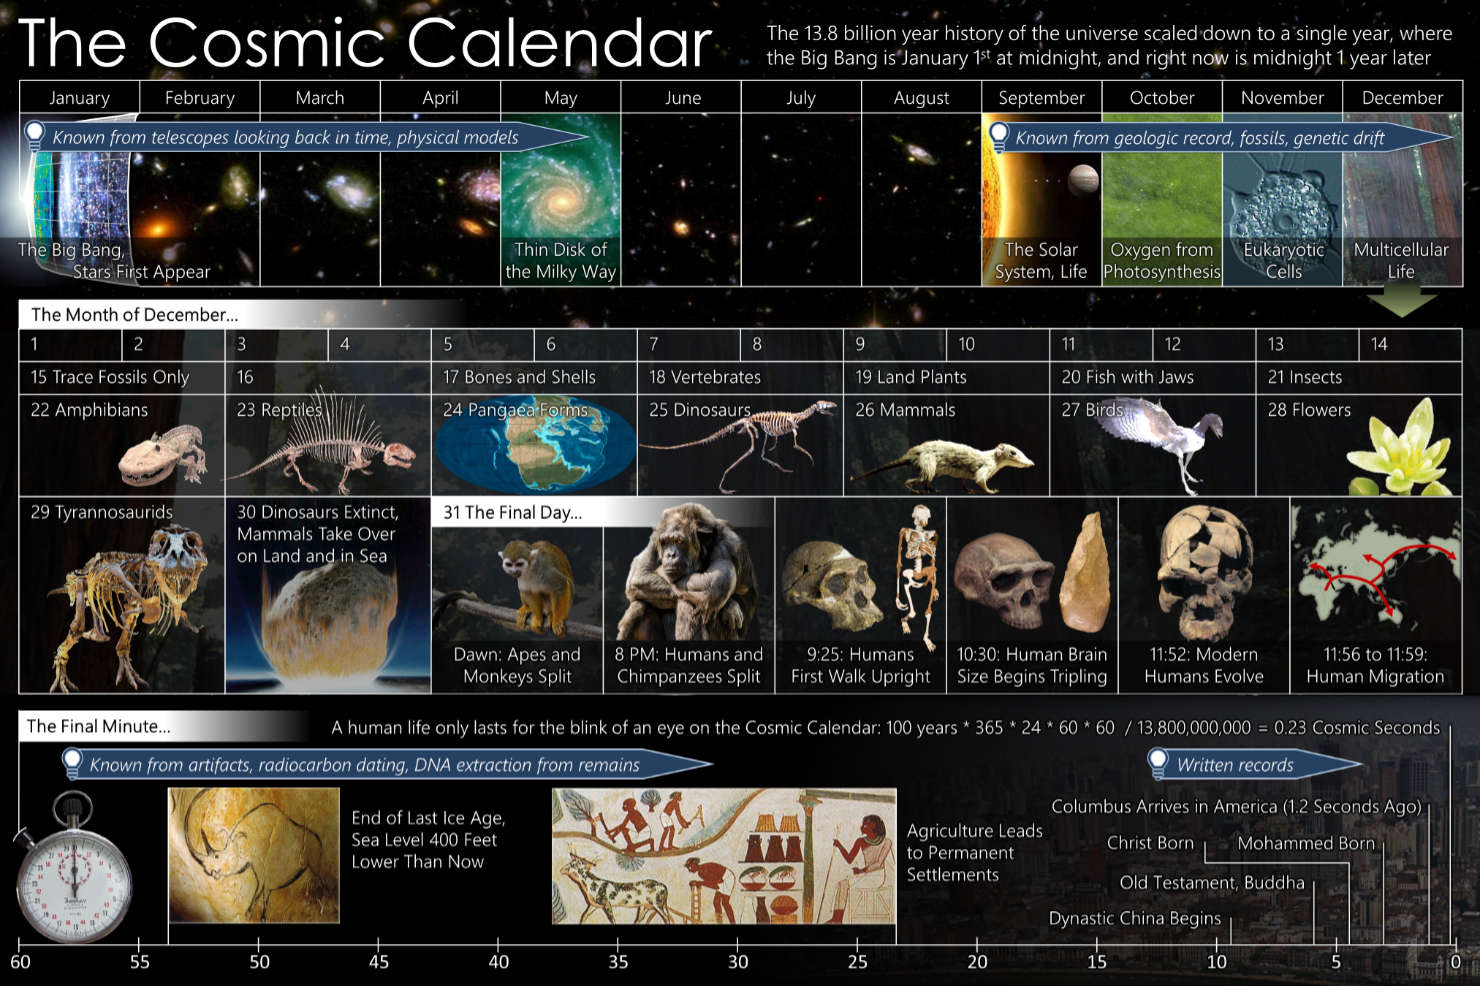 The Cosmic Calendar
The 13.8 billion year history of the universe scaled down to a single year, where
the Big Bang is January 1st at midnight, and right now is midnight 1 year later
January February March April May June July August September October November December
Known from telescopes looking back in time, physical models
Known from geologic record, fossils, genetic drift
The Big Bang,
Stars First Appear
Thin Disk of
the Milky Way
The Solar
System, Life
Oxygen from
Photosynthesis
Eukaryotic
Cells
Multicellular
Life
The Month of December...
1 2 3 4 5 6 7 8 9 10 11 12 13 14
15 Trace Fossils Only 16 17 Bones and Shells 18 Vertebrates 19 Land Plants 20 Fish with Jaws 21 Insects
22 Amphibians 23 Reptiles 24 Pangaea Forms 25 Dinosaurs 26 Mammals 27 Birds 28 Flowers
29 Tyrannosaurids
30 Dinosaurs Extinct,
Mammals Take Over
on Land and in Sea
31 The Final Day...
Dawn: Apes and
Monkeys Split
8 PM: Humans and
Chimpanzees Split
9:25: Humans
First Walk Upright
10:30: Human Brain
Size Begins Tripling
11:52: Modern
Humans Evolve
11:56 to 11:59:
Human Migration
The Final Minute...
A human life only lasts for the blink of an eye on the Cosmic Calendar: 100 years * 365 * 24 * 60 * 60 / 13,800,000,000 = 0.23 Cosmic Seconds
Known from artifacts, radiocarbon dating, DNA extraction from remains
Written records
End of Last Ice Age,
Sea Level 400 Feet
Lower Than Now
Agriculture Leads
to Permanent
Settlements
Columbus Arrives in America (1.2 Seconds Ago)
Christ Born
Mohammed Born
Old Testament, Buddha
Dynastic China Begins
60 55 50 45 40 35 30 25 20 15 10 5 0